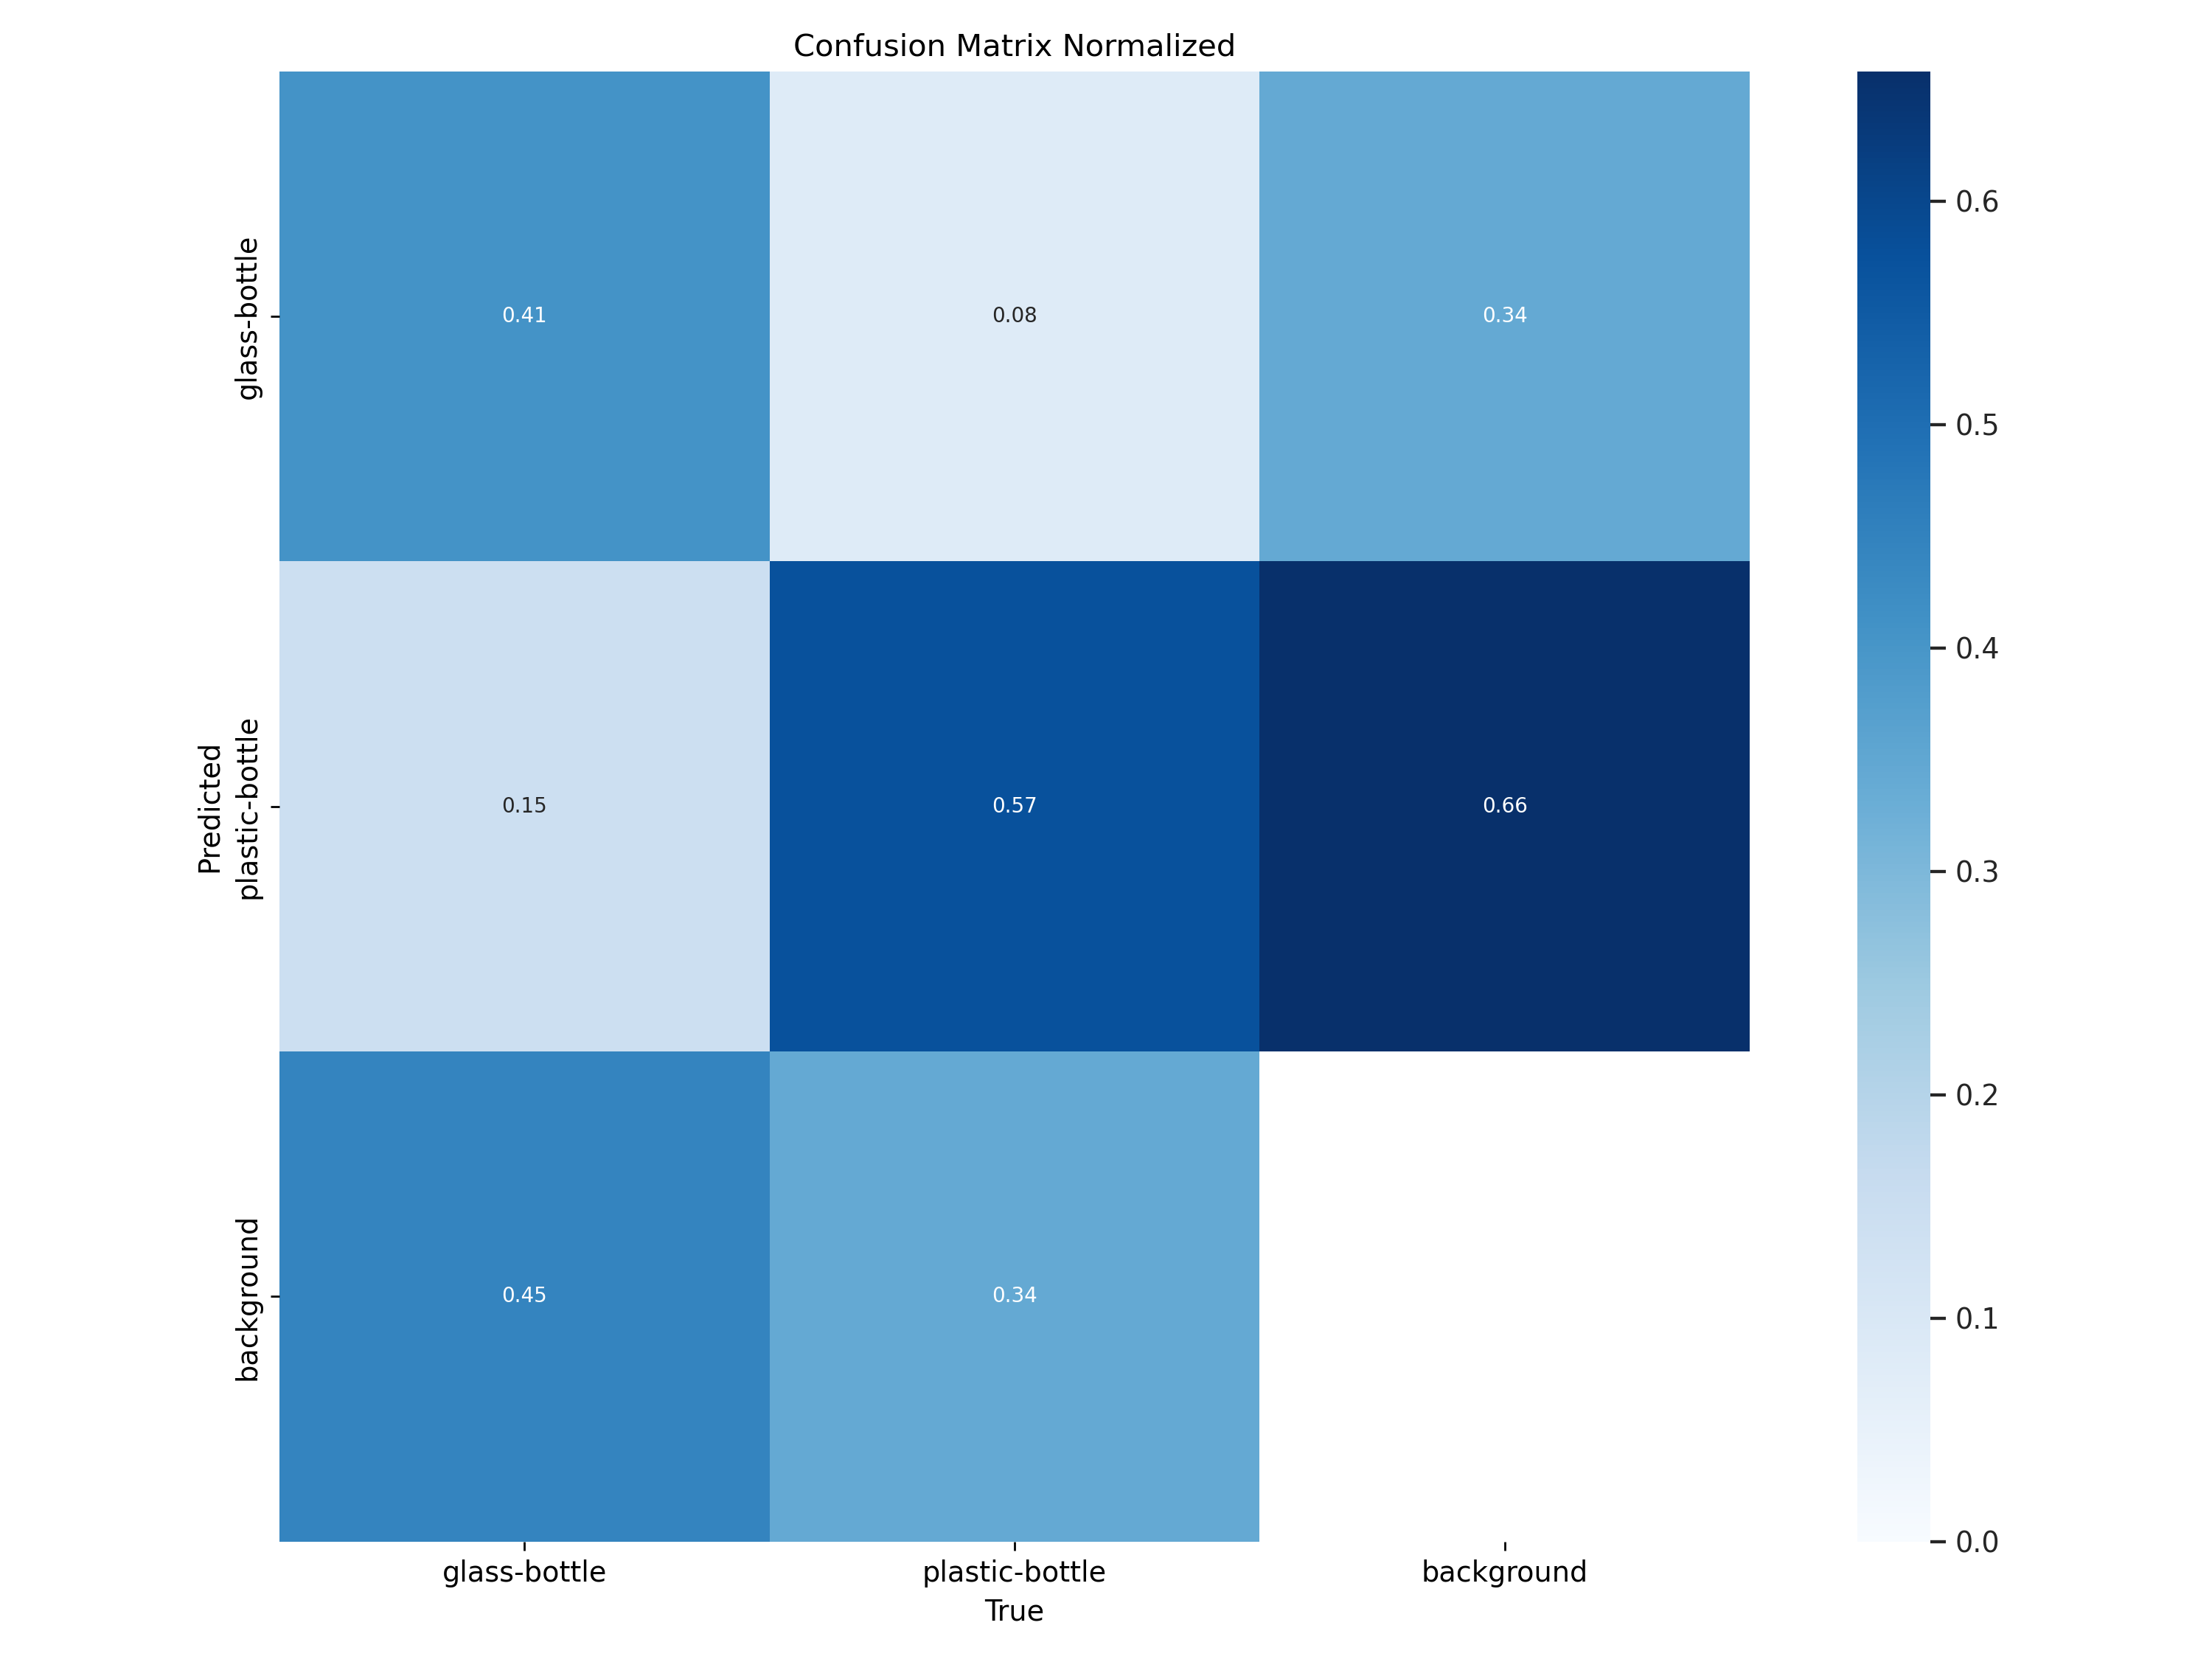 Confusion Matrix Normalized
glass-bottle
0.41
0.08
0.34
Predicted
plastic-bottle
0.15
0.57
0.66
background
0.45
0.34
glass-bottle
plastic-bottle
background
True
0.6
0.5
0.4
0.3
0.2
0.1
0.0